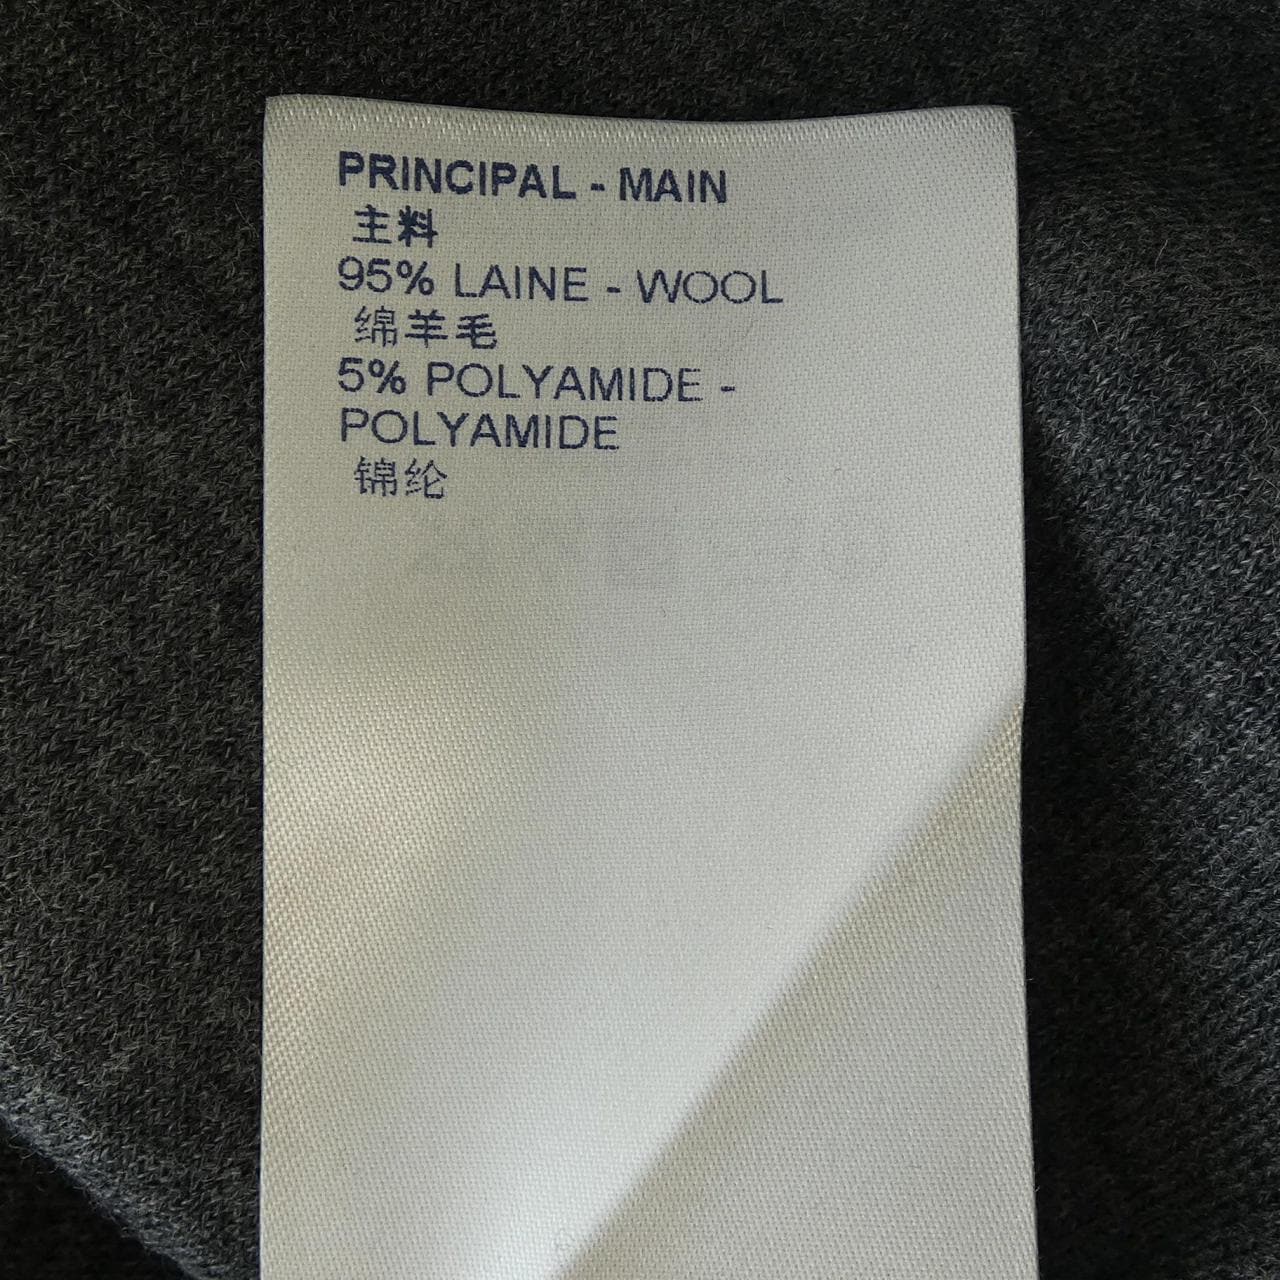 PRINCIPAL - MAIN
主料
95% LAINE - WOOL
绵羊毛
5% POLYAMIDE -
POLYAMIDE
锦纶